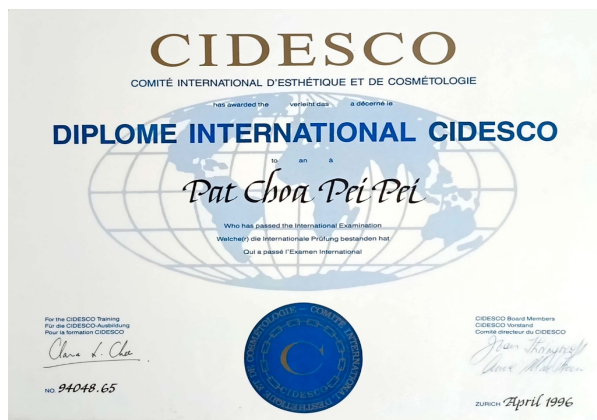 CIDESCO
COMITÉ INTERNATIONAL D'ESTHÉTIQUE ET DE COSMÉTOLOGIE
has awarded the verleiht das a décerné le
DIPLOME INTERNATIONAL CIDESCO
to an à
Pat Choa Pei Pei
Who has passed the International Examination
Welche(r) die Internationale Prüfung bestanden hat
Qui a passé l'Examen International
For the CIDESCO Training
Für die CIDESCO-Ausbildung
Pour la formation CIDESCO
NO. 94048.65
COMITÉ INTERNATIONAL D'ESTHÉTIQUE ET DE COSMÉTOLOGIE
C
CIDESCO
CIDESCO Board Members
CIDESCO Vorstand
Comité directeur du CIDESCO
ZURICH April 1996